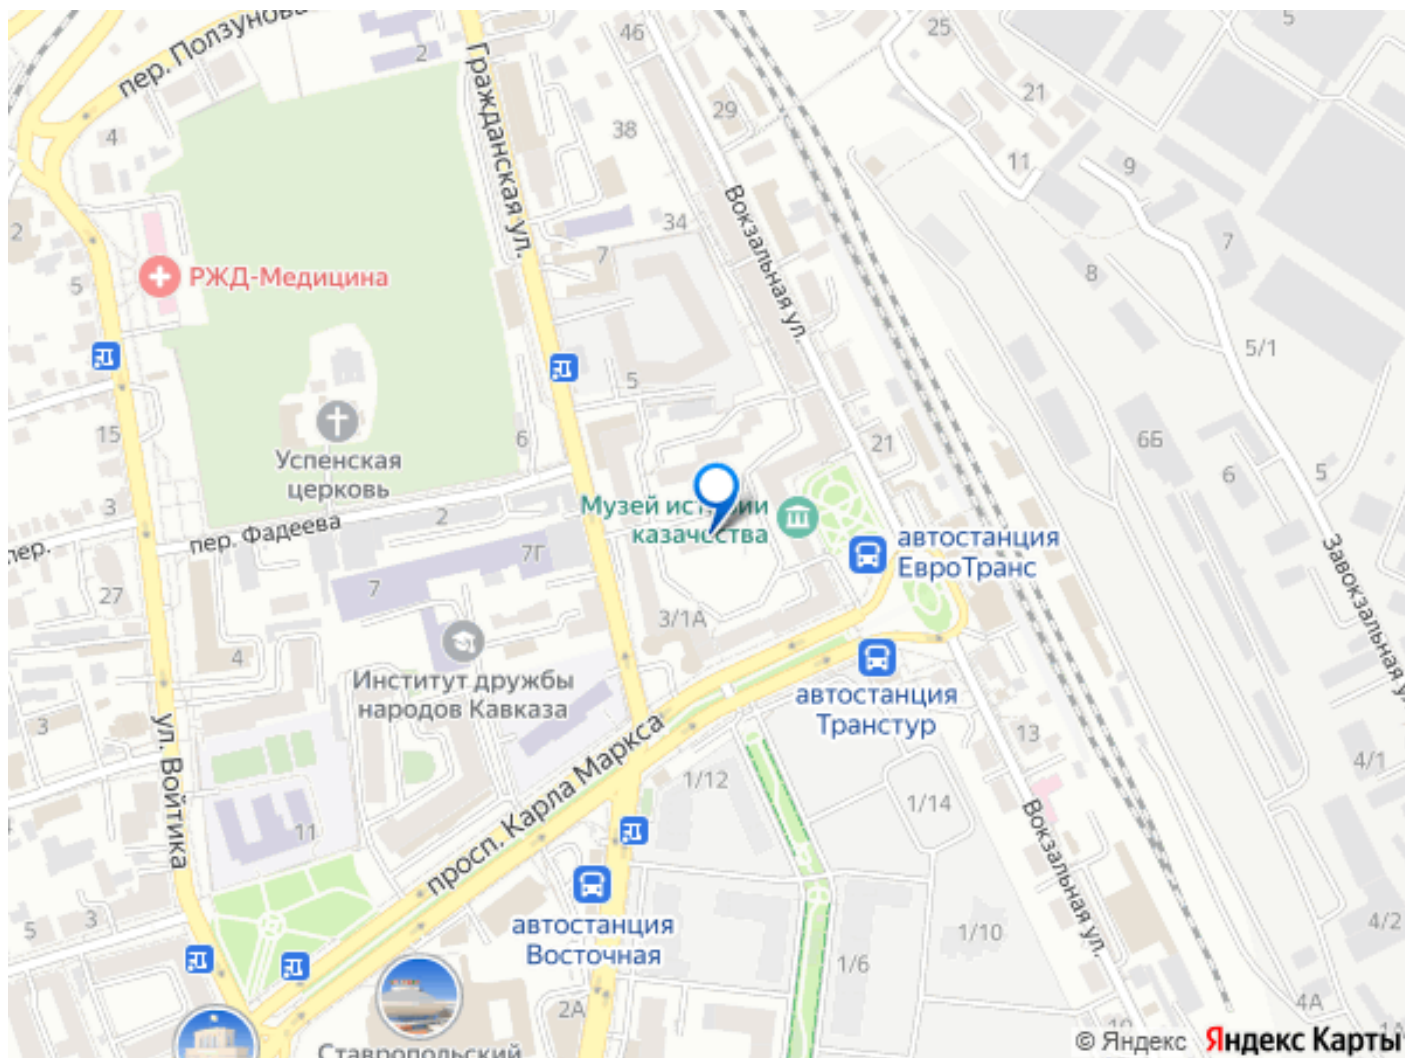 пер. Ползунова
46
25
5
2
Гражданская ул.
21
29
4
38
11
9
Вокзальная ул.
34
2
7
7
8
РЖД-Медицина
5
5/1
5
15
6
21
6Б
Успенская
церковь
6
5
3
Музей истории
казачества
2
пер. Фадеева
автостанция
ЕвроТранс
пер.
7Г
Завокзальная ул.
7
27
3/1А
4
Институт дружбы
народов Кавказа
автостанция
Транстур
3
ул. Войтика
13
4/1
просп. Карла Маркса
1/12
1/14
Вокзальная ул.
11
3
5
автостанция
Восточная
1/10
4/2
1/6
2А
4А
Ставропольский
© Яндекс Яндекс Карты